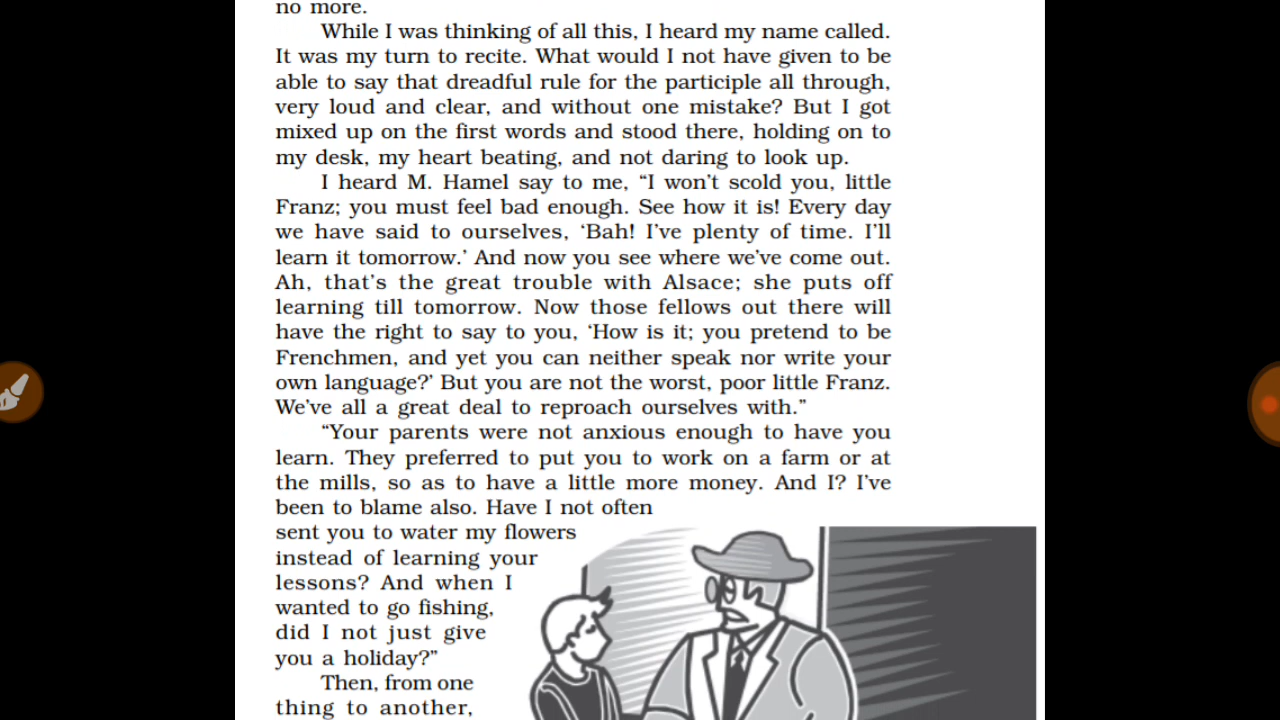 no more.
While I was thinking of all this, I heard my name called.
It was my turn to recite. What would I not have given to be
able to say that dreadful rule for the participle all through,
very loud and clear, and without one mistake? But I got
mixed up on the first words and stood there, holding on to
my desk, my heart beating, and not daring to look up.
I heard M. Hamel say to me, “I won’t scold you, little
Franz; you must feel bad enough. See how it is! Every day
we have said to ourselves, ‘Bah! I’ve plenty of time. I’ll
learn it tomorrow.’ And now you see where we’ve come out.
Ah, that’s the great trouble with Alsace; she puts off
learning till tomorrow. Now those fellows out there will
have the right to say to you, ‘How is it; you pretend to be
Frenchmen, and yet you can neither speak nor write your
own language?’ But you are not the worst, poor little Franz.
We’ve all a great deal to reproach ourselves with.”
“Your parents were not anxious enough to have you
learn. They preferred to put you to work on a farm or at
the mills, so as to have a little more money. And I? I’ve
been to blame also. Have I not often
sent you to water my flowers
instead of learning your
lessons? And when I
wanted to go fishing,
did I not just give
you a holiday?”
Then, from one
thing to another,